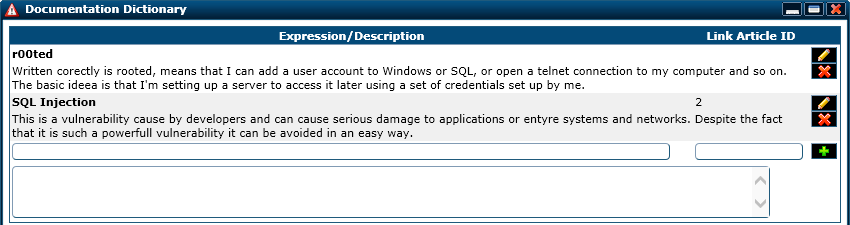 Documentation Dictionary
Expression/Description Link Article ID
r00ted
Written corectly is rooted, means that I can add a user account to Windows or SQL, or open a telnet connection to my computer and so on.
The basic ideea is that I'm setting up a server to access it later using a set of credentials set up by me.
SQL Injection 2
This is a vulnerability cause by developers and can cause serious damage to applications or entyre systems and networks. Despite the fact
that it is such a powerfull vulnerability it can be avoided in an easy way.